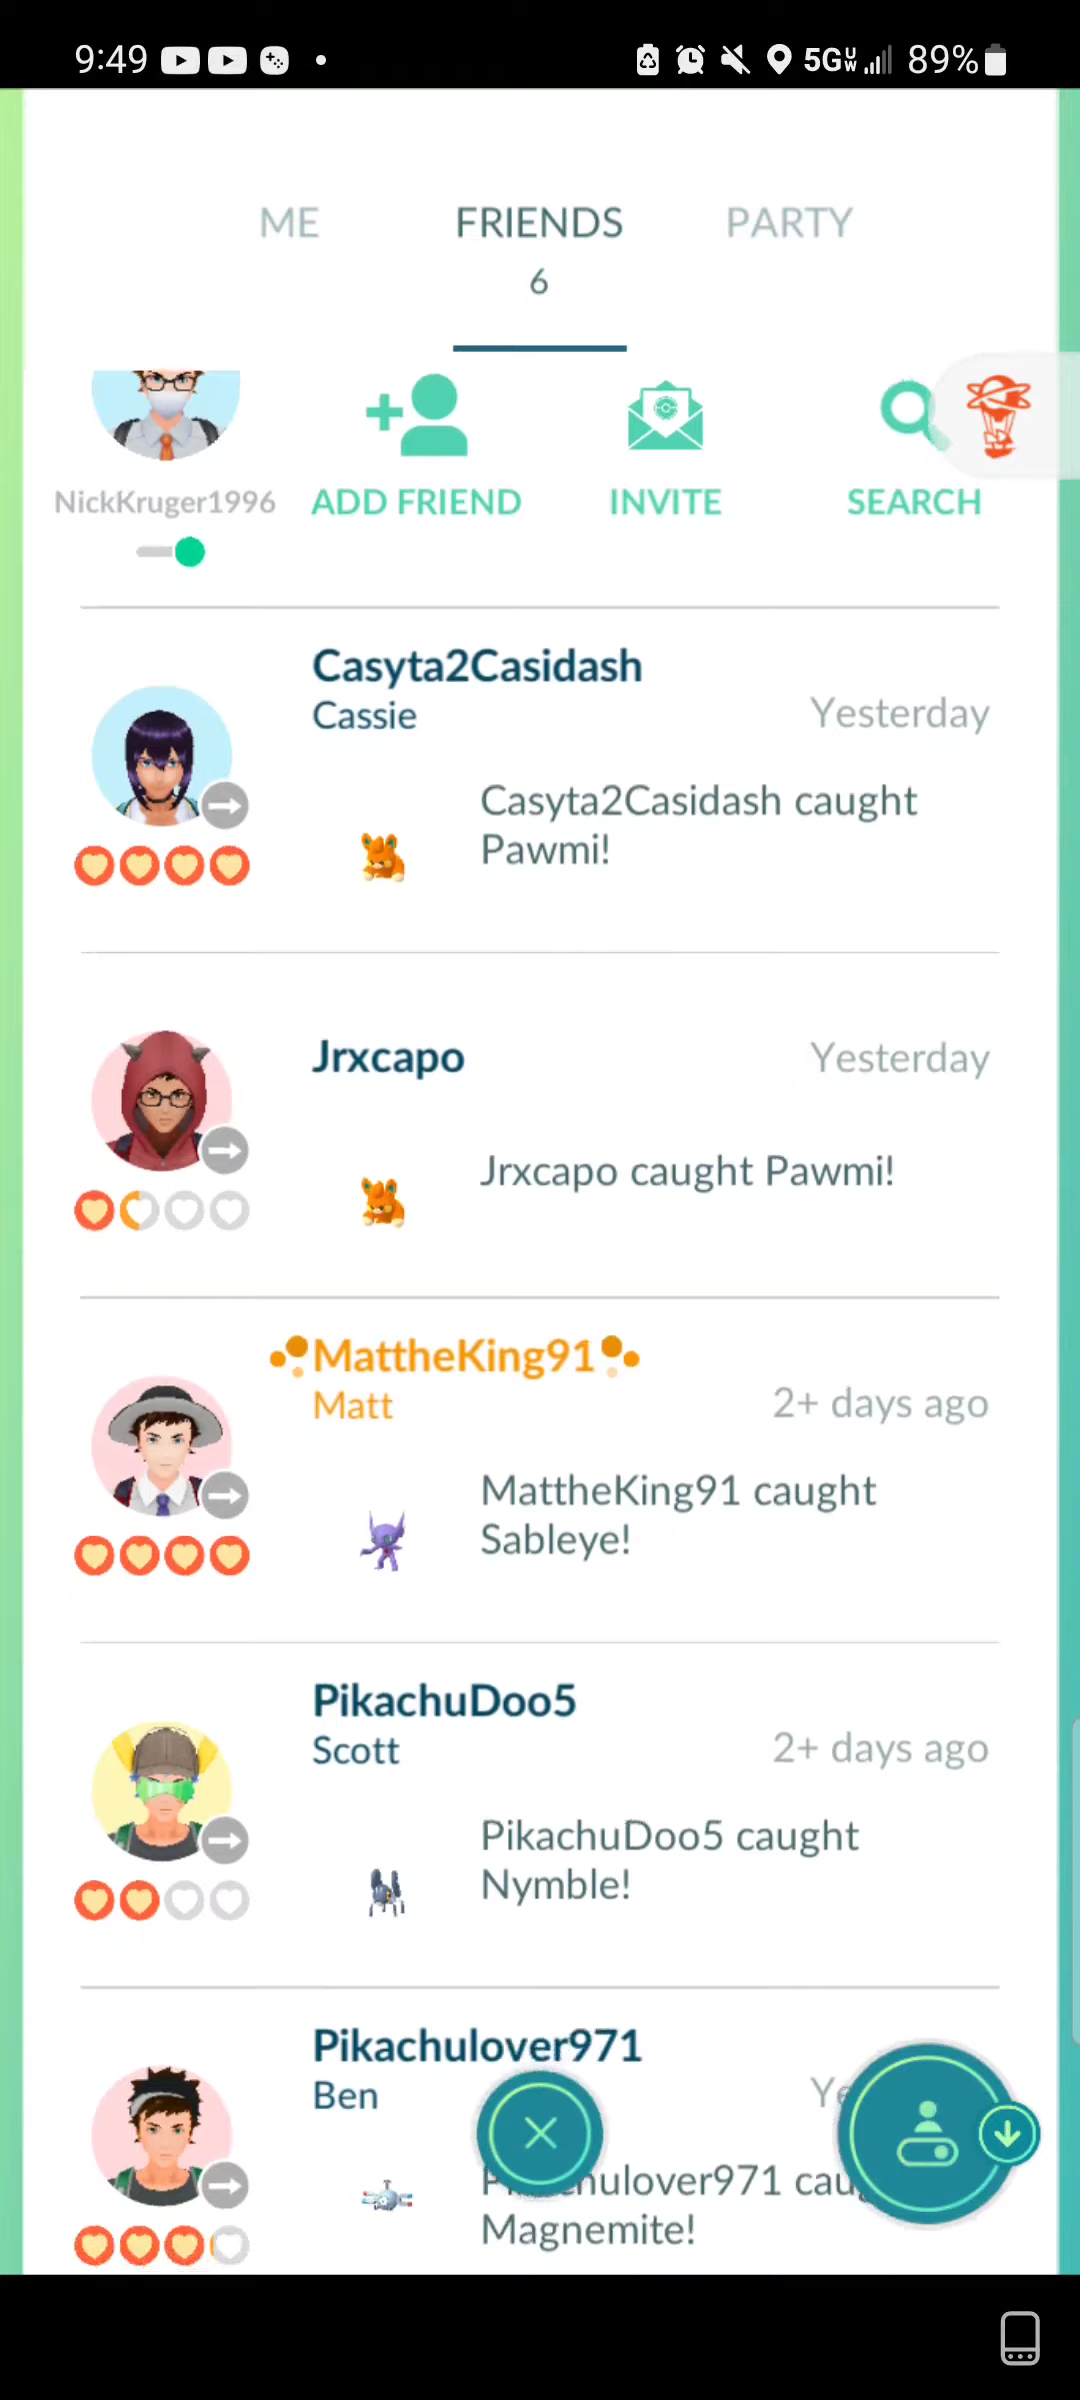 9:49
5G UW 89%
ME FRIENDS PARTY
6
NickKruger1996 ADD FRIEND INVITE SEARCH
Casyta2Casidash
Cassie
Yesterday
Casyta2Casidash caught
Pawmi!
Jrxcapo
Yesterday
Jrxcapo caught Pawmi!
MattheKing91
Matt
2+ days ago
MattheKing91 caught
Sableye!
PikachuDoo5
Scott
2+ days ago
PikachuDoo5 caught
Nymble!
Pikachulover971
Ben
Magnemite!